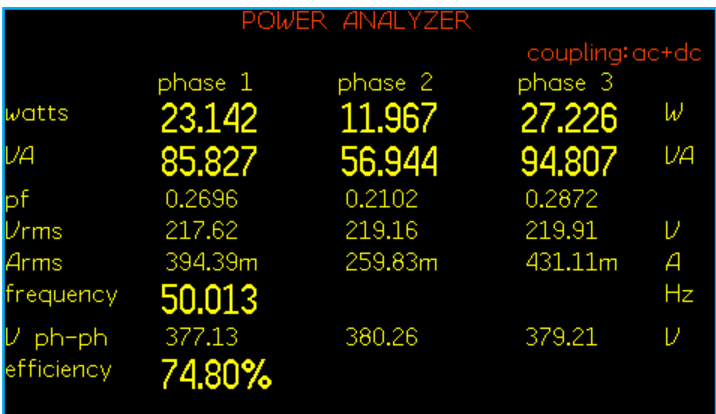 POWER ANALYZER
coupling:ac+dc
phase 1 phase 2 phase 3
watts 23.142 11.967 27.226 W
VA 85.827 56.944 94.807 VA
pf 0.2696 0.2102 0.2872
Vrms 217.62 219.16 219.91 V
Arms 394.39m 259.83m 431.11m A
frequency 50.013 Hz
V ph-ph 377.13 380.26 379.21 V
efficiency 74.80%